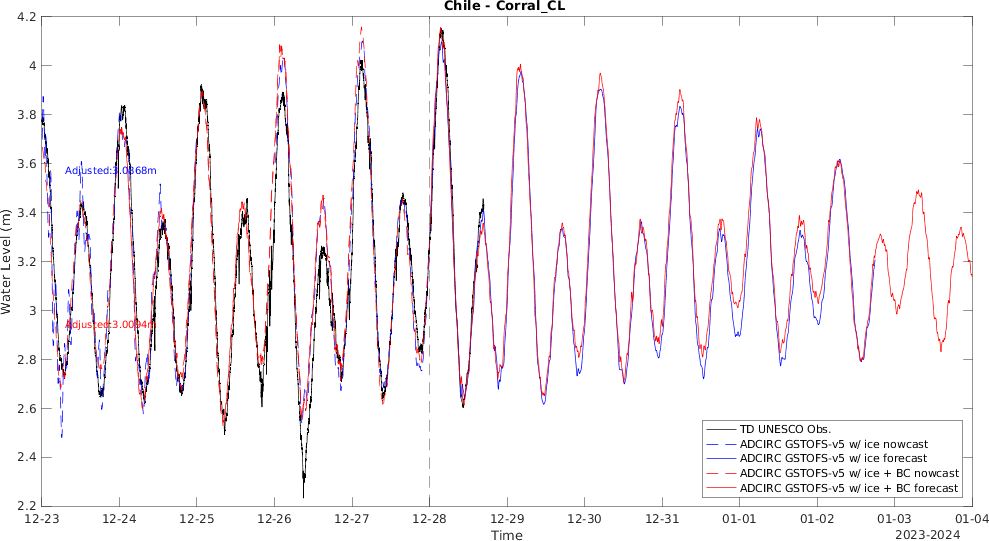 Chile - Corral_CL
Water Level (m)
4.2
4
3.8
3.6
3.4
3.2
3
2.8
2.6
2.4
2.2
Adjusted:3.0868m
Adjusted:3.0094m
TD UNESCO Obs.
ADCIRC GSTOFS-v5 w/ ice nowcast
ADCIRC GSTOFS-v5 w/ ice forecast
ADCIRC GSTOFS-v5 w/ ice + BC nowcast
ADCIRC GSTOFS-v5 w/ ice + BC forecast
12-23 12-24 12-25 12-26 12-27 12-28 12-29 12-30 12-31 01-01 01-02 01-03 01-04
Time
2023-2024